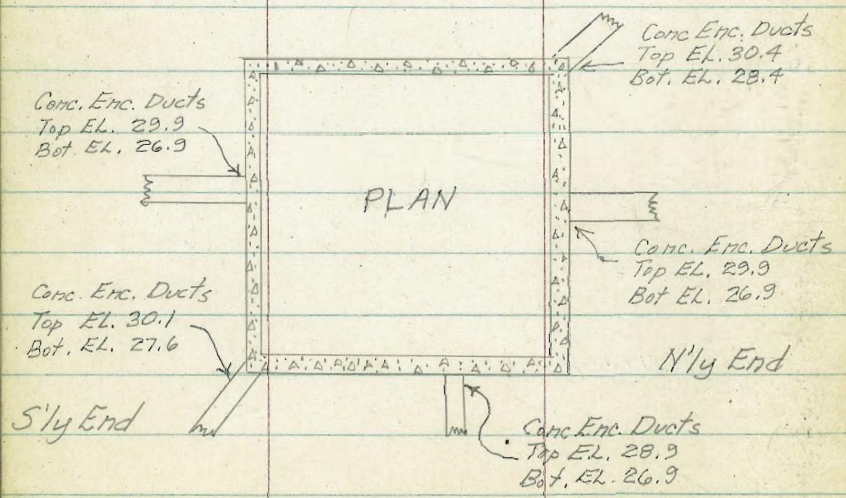 Conc Enc. Ducts
Top EL. 30.4
Bot. EL. 28.4
Conc. Enc. Ducts
Top EL. 29.9
Bot. EL. 26.9
PLAN
Conc. Enc. Ducts
Top EL. 29.9
Bot EL. 26.9
Conc. Enc. Ducts
Top EL. 30.1
Bot. EL. 27.6
N'ly End
S'ly End
Conc Enc. Ducts
Top EL. 28.9
Bot. EL. 26.9